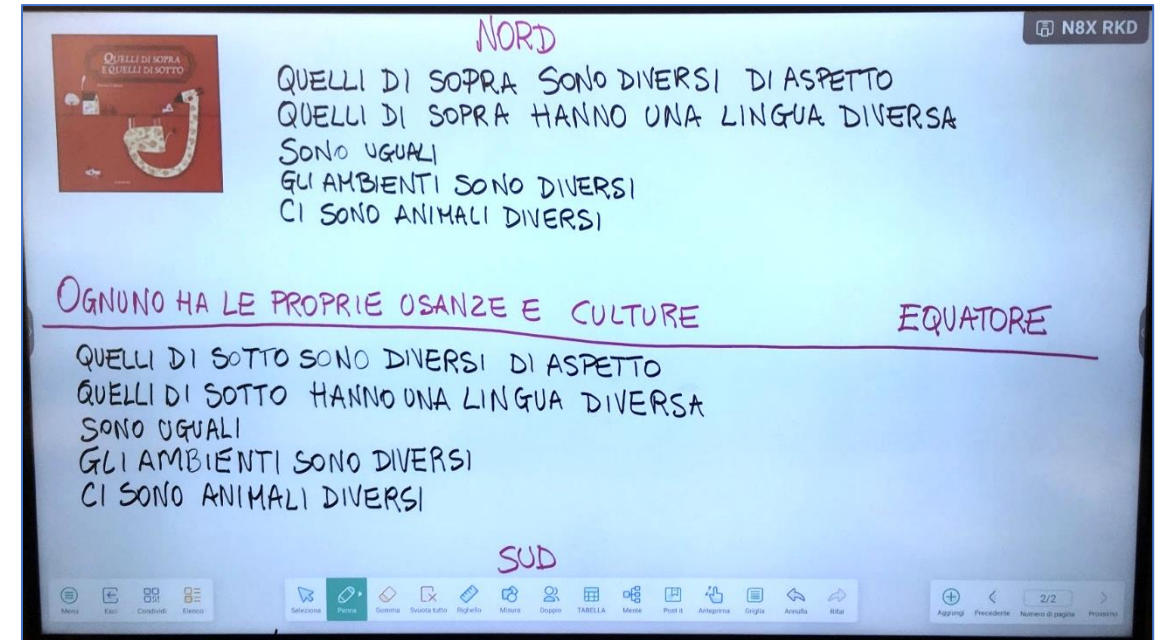 NORD
N8X RKD
QUELLI DI SOPRA
E QUELLI DI SOTTO
QUELLI DI SOPRA SONO DIVERSI DI ASPETTO
QUELLI DI SOPRA HANNO UNA LINGUA DIVERSA
SONO UGUALI
GLI AMBIENTI SONO DIVERSI
CI SONO ANIMALI DIVERSI
OGNUNO HA LE PROPRIE USANZE E CULTURE EQUATORE
QUELLI DI SOTTO SONO DIVERSI DI ASPETTO
QUELLI DI SOTTO HANNO UNA LINGUA DIVERSA
SONO UGUALI
GLI AMBIENTI SONO DIVERSI
CI SONO ANIMALI DIVERSI
SUD
2/2
Menu Esci Condividi Elenco Seleziona Penna Gomma Svuota tutto Righello Misura Doppio TABELLA Mente Post it Anteprima Griglia Annulla Rifai Aggiungi Precedente Numero di pagine Prossimo